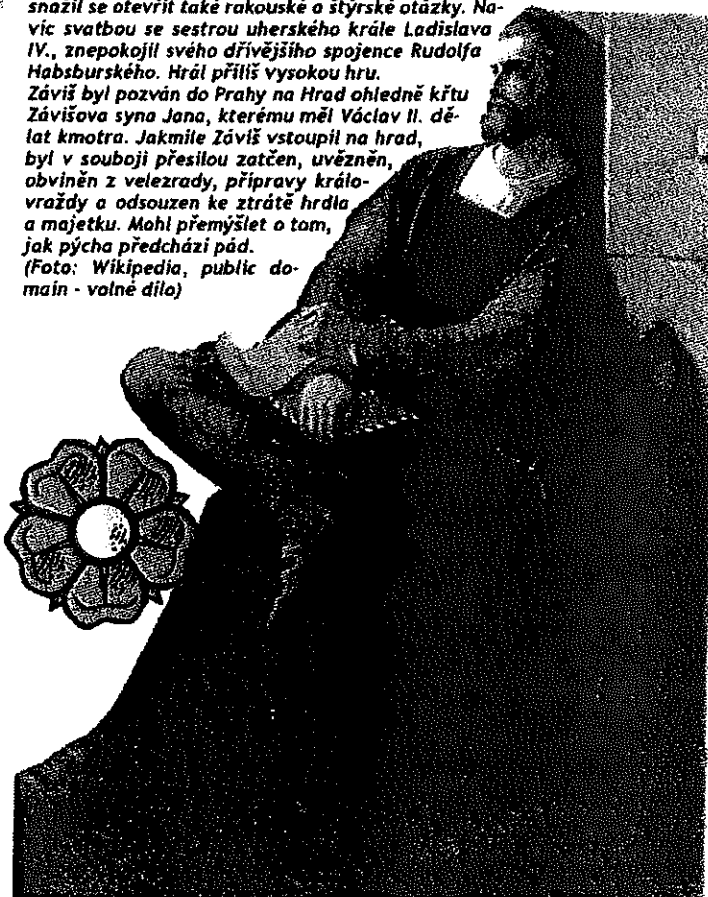 snažil se otevřít také rakouské a štýrské otázky. Na-
víc svatbou se sestrou uherského krále Ladislava
IV., znepokojil svého dřívějšího spojence Rudolfa
Habsburského. Hrál příliš vysokou hru.
Záviš byl pozván do Prahy na Hrad ohledně křtu
Závišova syna Jana, kterému měl Václav II. dě-
lat kmotra. Jakmile Záviš vstoupil na hrad,
byl v souboji přesilou zatčen, uvězněn,
obviněn z velezrady, přípravy králo-
vraždy a odsouzen ke ztrátě hrdla
a majetku. Mohl přemýšlet o tom,
jak pýcha předchází pád.
(Foto: Wikipedia, public do-
main - volné dílo)